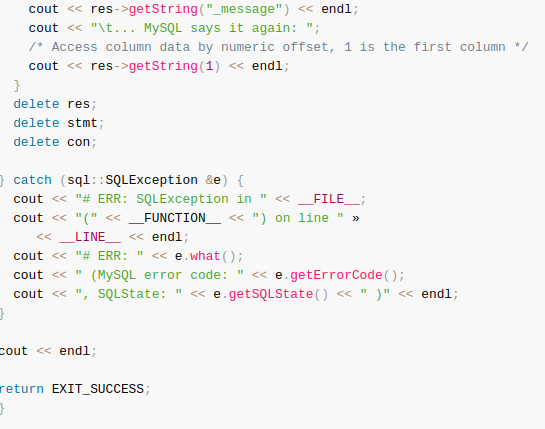 cout << res->getString("_message") << endl;
cout << "\t... MySQL says it again: ";
/* Access column data by numeric offset, 1 is the first column */
cout << res->getString(1) << endl;
}
delete res;
delete stmt;
delete con;
} catch (sql::SQLException &e) {
cout << "# ERR: SQLException in " << __FILE__;
cout << "(" << __FUNCTION__ << ") on line " »
<< __LINE__ << endl;
cout << "# ERR: " << e.what();
cout << " (MySQL error code: " << e.getErrorCode();
cout << ", SQLState: " << e.getSQLState() << " )" << endl;
}
cout << endl;
return EXIT_SUCCESS;
}